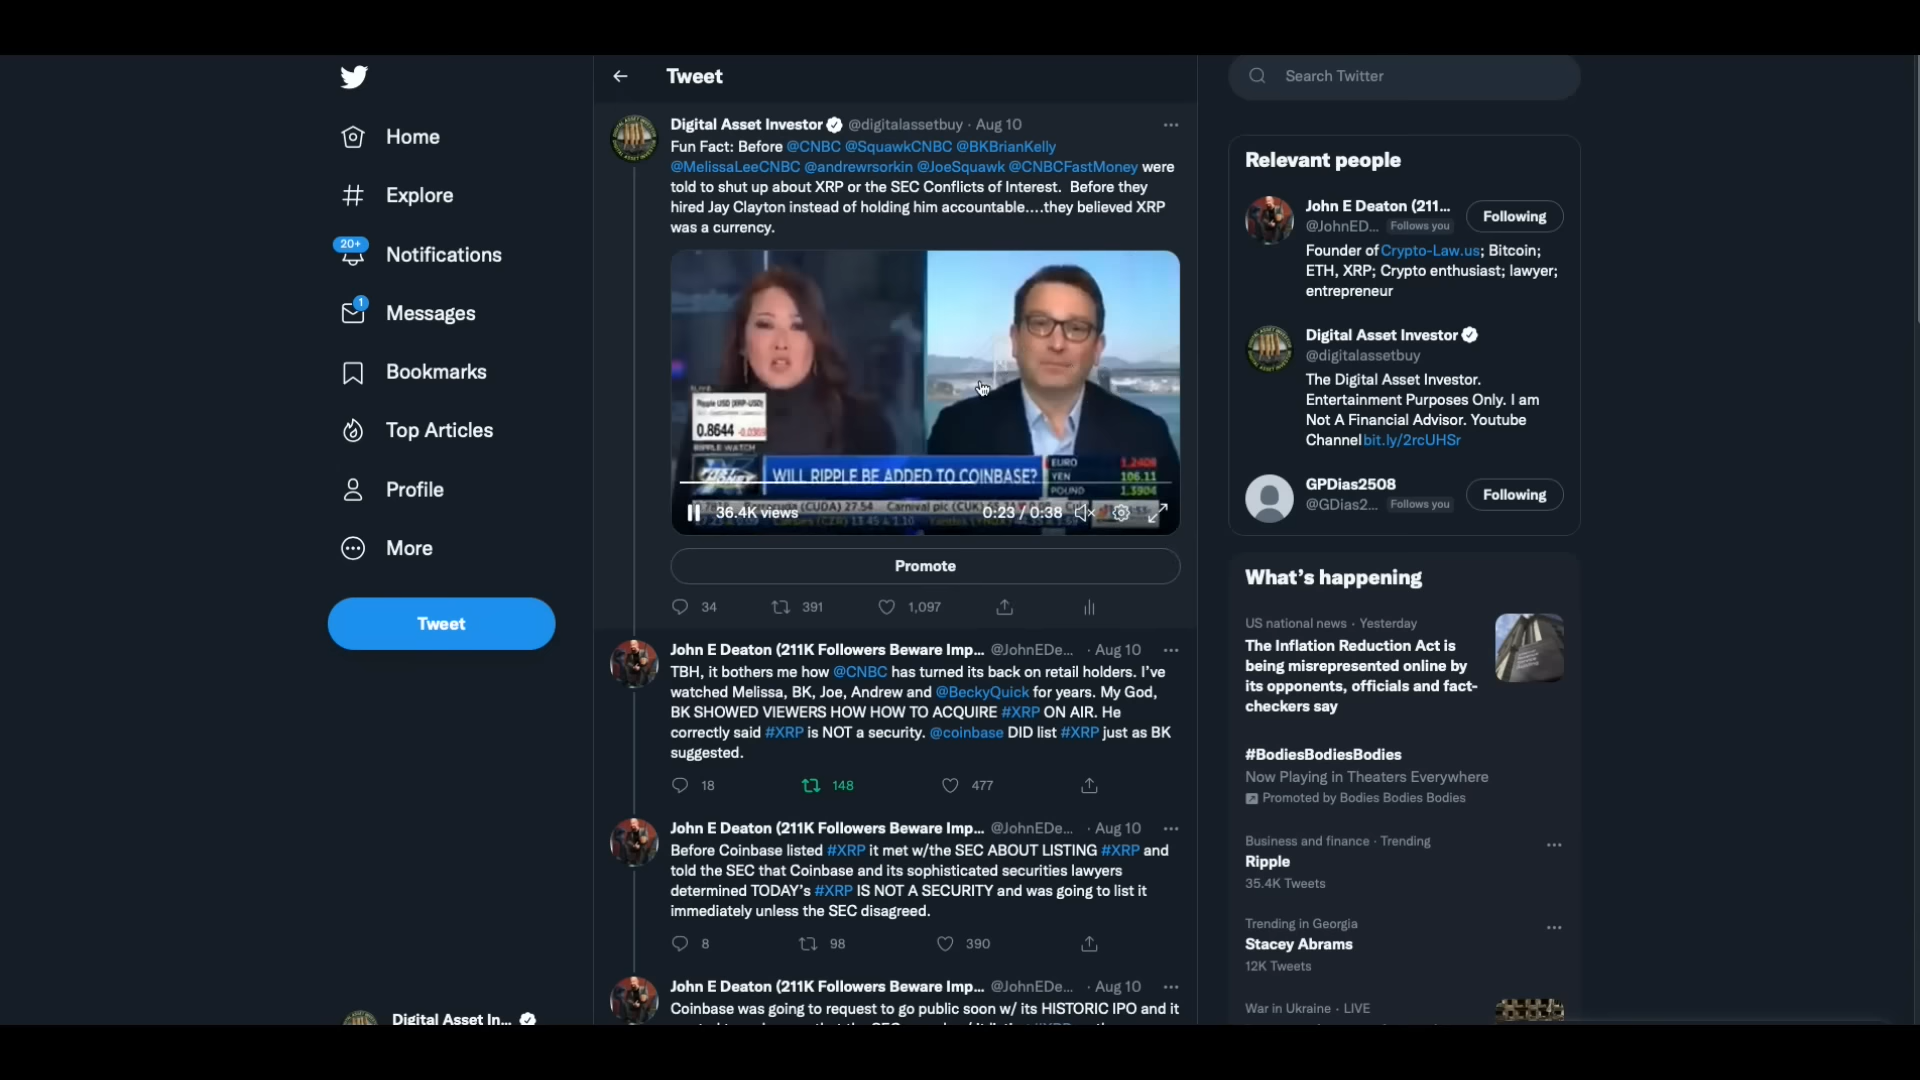 Tweet
Search Twitter
Home
Explore
20+
Notifications
1
Messages
Bookmarks
Top Articles
Profile
More
Tweet
Digital Asset In...
Digital Asset Investor @digitalassetbuy · Aug 10
Fun Fact: Before @CNBC @SquawkCNBC @BKBrianKelly
@MelissaLeeCNBC @andrewrsorkin @JoeSquawk @CNBCFastMoney were
told to shut up about XRP or the SEC Conflicts of Interest.  Before they
hired Jay Clayton instead of holding him accountable....they believed XRP
was a currency.
Ripple USD (XRP-USD)
0.8644
RIPPLE WATCH
WILL RIPPLE BE ADDED TO COINBASE?
EURO 1.2408
YEN 106.11
POUND 1.3904
(CUDA) 27.54 Carnival plc (CUK)
36.4K views
0:23 / 0:38
Promote
34 391 1,097
John E Deaton (211K Followers Beware Imp... @JohnEDe... · Aug 10
TBH, it bothers me how @CNBC has turned its back on retail holders. I've
watched Melissa, BK, Joe, Andrew and @BeckyQuick for years. My God,
BK SHOWED VIEWERS HOW HOW TO ACQUIRE #XRP ON AIR. He
correctly said #XRP is NOT a security. @coinbase DID list #XRP just as BK
suggested.
18 148 477
John E Deaton (211K Followers Beware Imp... @JohnEDe... · Aug 10
Before Coinbase listed #XRP it met w/the SEC ABOUT LISTING #XRP and
told the SEC that Coinbase and its sophisticated securities lawyers
determined TODAY's #XRP IS NOT A SECURITY and was going to list it
immediately unless the SEC disagreed.
8 98 390
John E Deaton (211K Followers Beware Imp... @JohnEDe... · Aug 10
Coinbase was going to request to go public soon w/ its HISTORIC IPO and it
Relevant people
John E Deaton (211...
@JohnED... Follows you
Following
Founder of Crypto-Law.us; Bitcoin;
ETH, XRP; Crypto enthusiast; lawyer;
entrepreneur
Digital Asset Investor
@digitalassetbuy
The Digital Asset Investor.
Entertainment Purposes Only. I am
Not A Financial Advisor. Youtube
Channel bit.ly/2rcUHSr
GPDias2508
@GDias2... Follows you
Following
What's happening
US national news · Yesterday
The Inflation Reduction Act is
being misrepresented online by
its opponents, officials and fact-
checkers say
#BodiesBodiesBodies
Now Playing in Theaters Everywhere
Promoted by Bodies Bodies Bodies
Business and finance · Trending
Ripple
35.4K Tweets
Trending in Georgia
Stacey Abrams
12K Tweets
War in Ukraine · LIVE